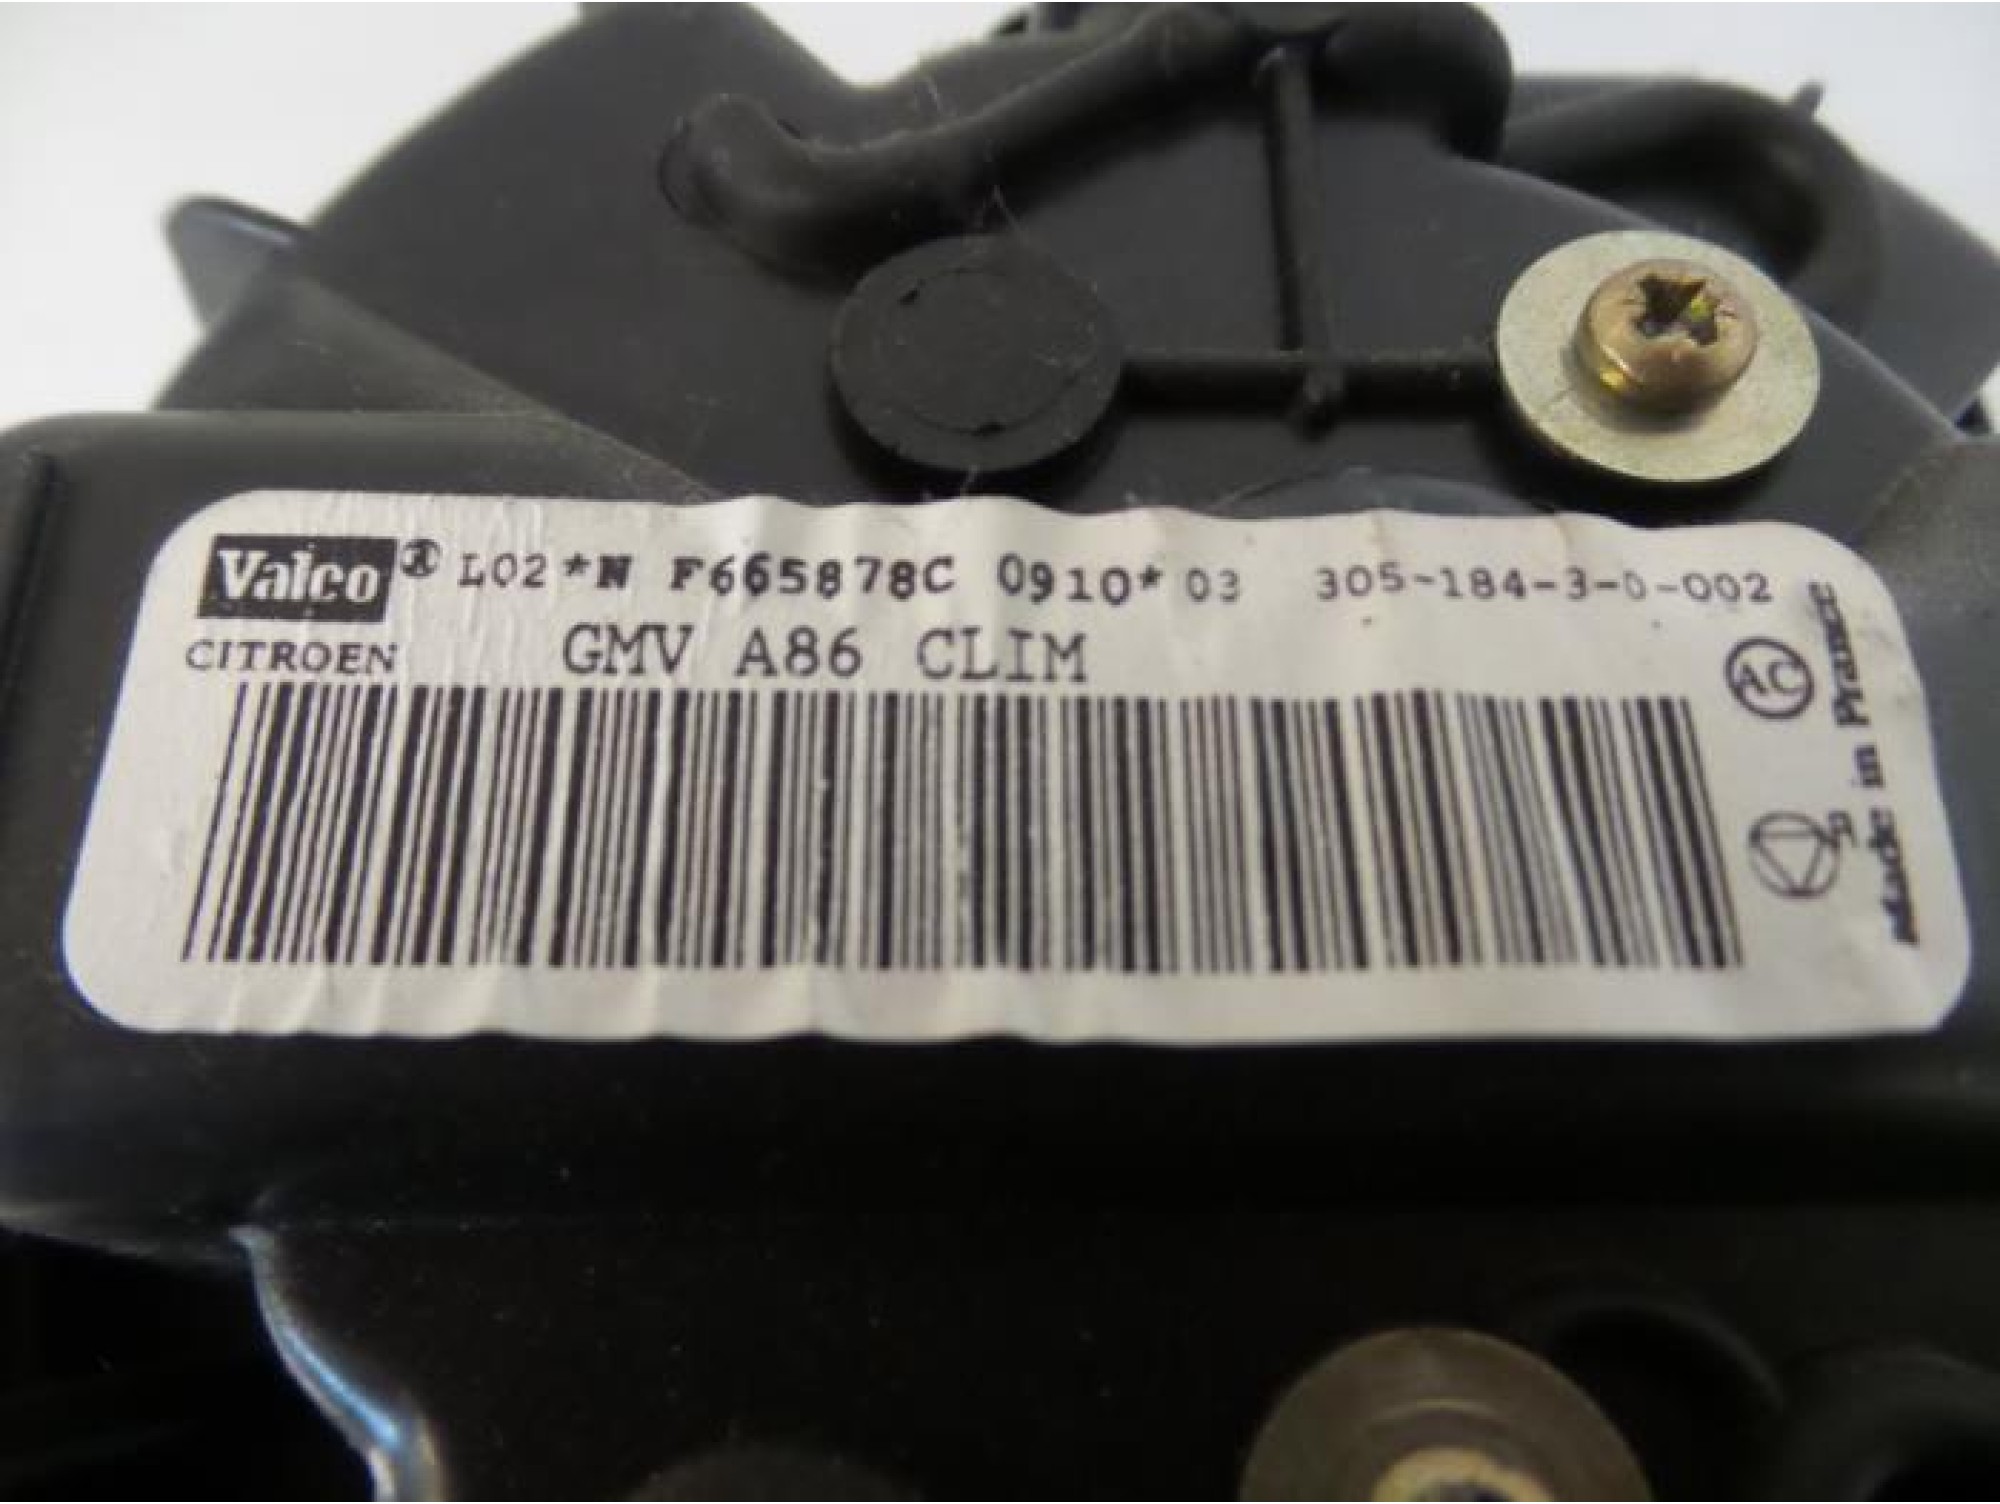 Valeo® L02*N F665878C 0910*03 305-184-3-0-002
CITROEN GMV A86 CLIM
AC
Made in France